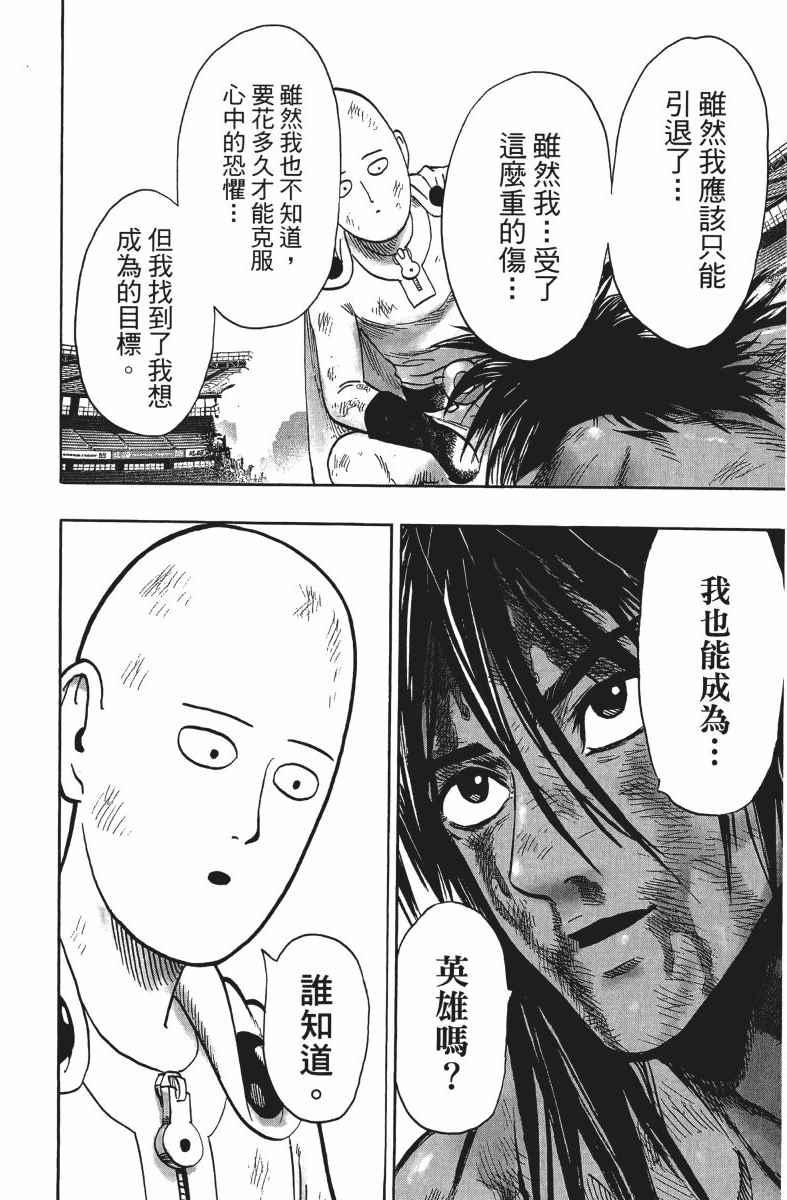 雖然我應該只能
引退了⋯
雖然我⋯受了
這麼重的傷⋯
雖然我也不知道，
要花多久才能克服
心中的恐懼⋯
但我找到了我想
成為的目標。
我也能成為⋯
英雄嗎？
誰知道。